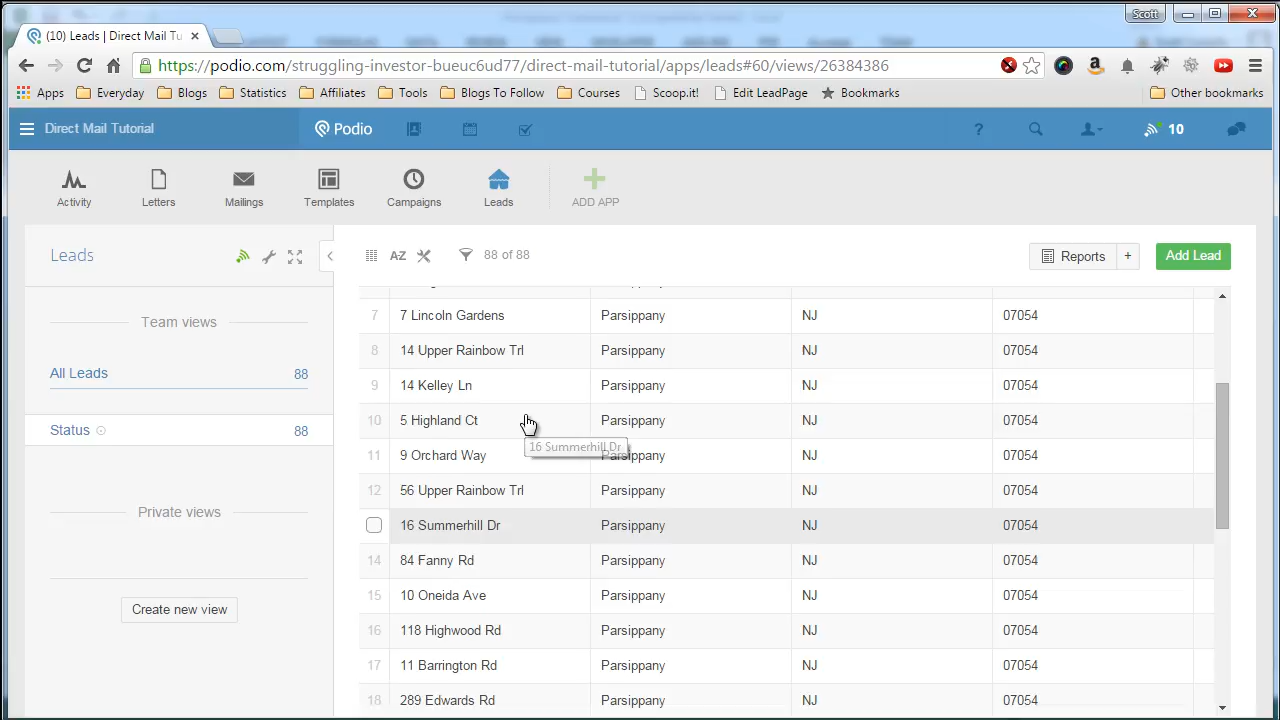 Scott
(10) Leads | Direct Mail Tu
https://podio.com/struggling-investor-bueuc6ud77/direct-mail-tutorial/apps/leads#60/views/26384386
Apps Everyday Blogs Statistics Affiliates Tools Blogs To Follow Courses Scoop.it! Edit LeadPage Bookmarks Other bookmarks
Direct Mail Tutorial Podio ? 10
Activity Letters Mailings Templates Campaigns Leads ADD APP
Leads AZ 88 of 88 Reports + Add Lead
Team views
All Leads 88
Status 88
Private views
Create new view
7 7 Lincoln Gardens Parsippany NJ 07054
8 14 Upper Rainbow Trl Parsippany NJ 07054
9 14 Kelley Ln Parsippany NJ 07054
10 5 Highland Ct Parsippany NJ 07054
16 Summerhill Dr
11 9 Orchard Way Parsippany NJ 07054
12 56 Upper Rainbow Trl Parsippany NJ 07054
16 Summerhill Dr Parsippany NJ 07054
14 84 Fanny Rd Parsippany NJ 07054
15 10 Oneida Ave Parsippany NJ 07054
16 118 Highwood Rd Parsippany NJ 07054
17 11 Barrington Rd Parsippany NJ 07054
18 289 Edwards Rd Parsippany NJ 07054